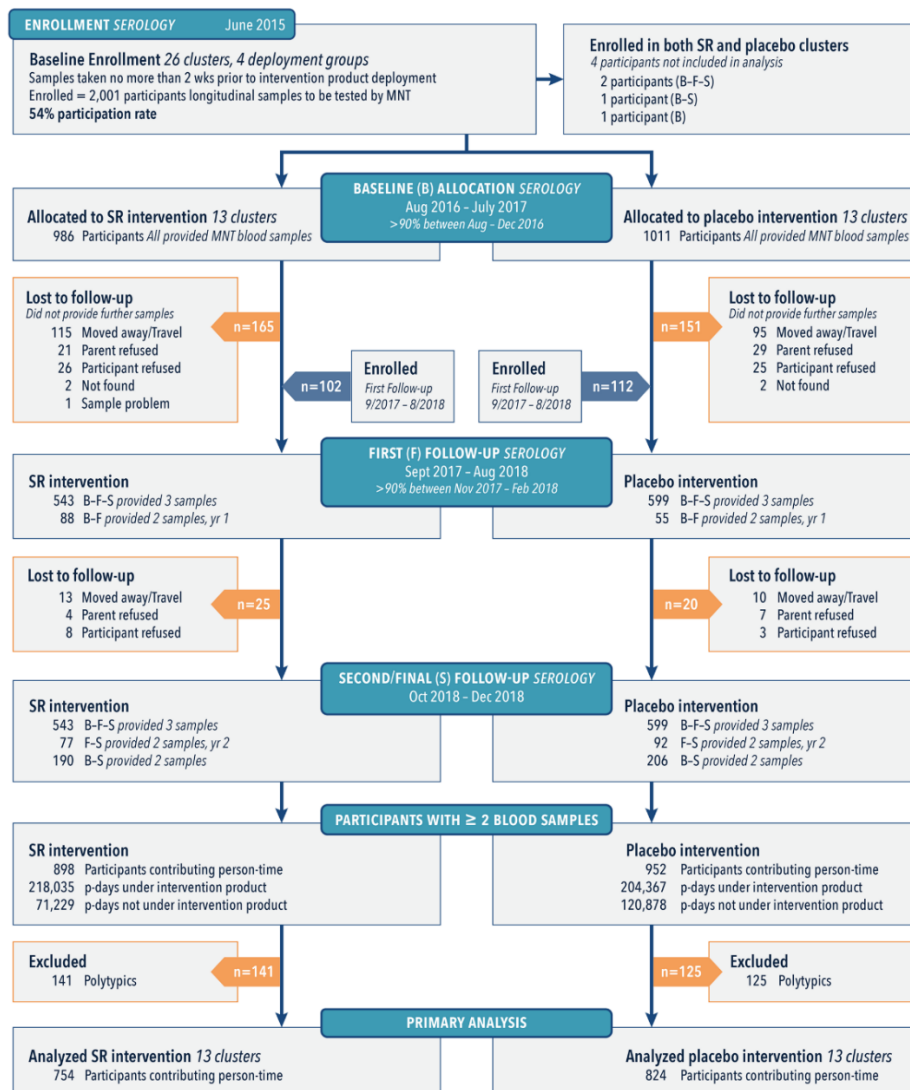 ENROLLMENT SEROLOGY June 2015
Baseline Enrollment 26 clusters, 4 deployment groups
Samples taken no more than 2 wks prior to intervention product deployment
Enrolled = 2,001 participants longitudinal samples to be tested by MNT
54% participation rate
Enrolled in both SR and placebo clusters
4 participants not included in analysis
2 participants (B–F–S)
1 participant (B–S)
1 participant (B)
BASELINE (B) ALLOCATION SEROLOGY
Aug 2016 – July 2017
>90% between Aug – Dec 2016
Allocated to SR intervention 13 clusters
986 Participants All provided MNT blood samples
Allocated to placebo intervention 13 clusters
1011 Participants All provided MNT blood samples
Lost to follow-up
Did not provide further samples
115 Moved away/Travel
21 Parent refused
26 Participant refused
2 Not found
1 Sample problem
n=165
n=102
Enrolled
First Follow-up
9/2017 – 8/2018
Enrolled
First Follow-up
9/2017 – 8/2018
n=112
n=151
Lost to follow-up
Did not provide further samples
95 Moved away/Travel
29 Parent refused
25 Participant refused
2 Not found
FIRST (F) FOLLOW-UP SEROLOGY
Sept 2017 – Aug 2018
>90% between Nov 2017 – Feb 2018
SR intervention
543 B–F–S provided 3 samples
88 B–F provided 2 samples, yr 1
Placebo intervention
599 B–F–S provided 3 samples
55 B–F provided 2 samples, yr 1
Lost to follow-up
13 Moved away/Travel
4 Parent refused
8 Participant refused
n=25
n=20
Lost to follow-up
10 Moved away/Travel
7 Parent refused
3 Participant refused
SECOND/FINAL (S) FOLLOW-UP SEROLOGY
Oct 2018 – Dec 2018
SR intervention
543 B–F–S provided 3 samples
77 F–S provided 2 samples, yr 2
190 B–S provided 2 samples
Placebo intervention
599 B–F–S provided 3 samples
92 F–S provided 2 samples, yr 2
206 B–S provided 2 samples
PARTICIPANTS WITH ≥ 2 BLOOD SAMPLES
SR intervention
898 Participants contributing person-time
218,035 p-days under intervention product
71,229 p-days not under intervention product
Placebo intervention
952 Participants contributing person-time
204,367 p-days under intervention product
120,878 p-days not under intervention product
Excluded
141 Polytypics
n=141
n=125
Excluded
125 Polytypics
PRIMARY ANALYSIS
Analyzed SR intervention 13 clusters
754 Participants contributing person-time
Analyzed placebo intervention 13 clusters
824 Participants contributing person-time